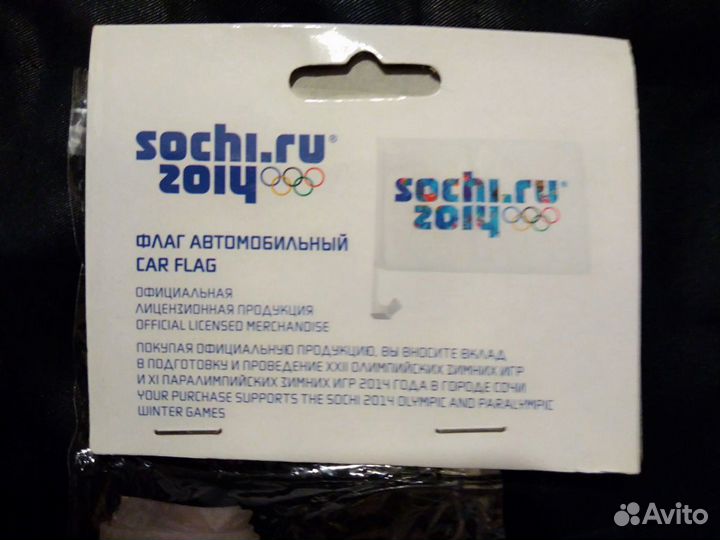 sochi.ru®
2014
sochi.ru®
2014
ФЛАГ АВТОМОБИЛЬНЫЙ
CAR FLAG
ОФИЦИАЛЬНАЯ
ЛИЦЕНЗИОННАЯ ПРОДУКЦИЯ
OFFICIAL LICENSED MERCHANDISE
ПОКУПАЯ ОФИЦИАЛЬНУЮ ПРОДУКЦИЮ, ВЫ ВНОСИТЕ ВКЛАД
В ПОДГОТОВКУ И ПРОВЕДЕНИЕ XXII ОЛИМПИЙСКИХ ЗИМНИХ ИГР
И XI ПАРАЛИМПИЙСКИХ ЗИМНИХ ИГР 2014 ГОДА В ГОРОДЕ СОЧИ
YOUR PURCHASE SUPPORTS THE SOCHI 2014 OLYMPIC AND PARALYMPIC
WINTER GAMES
Avito